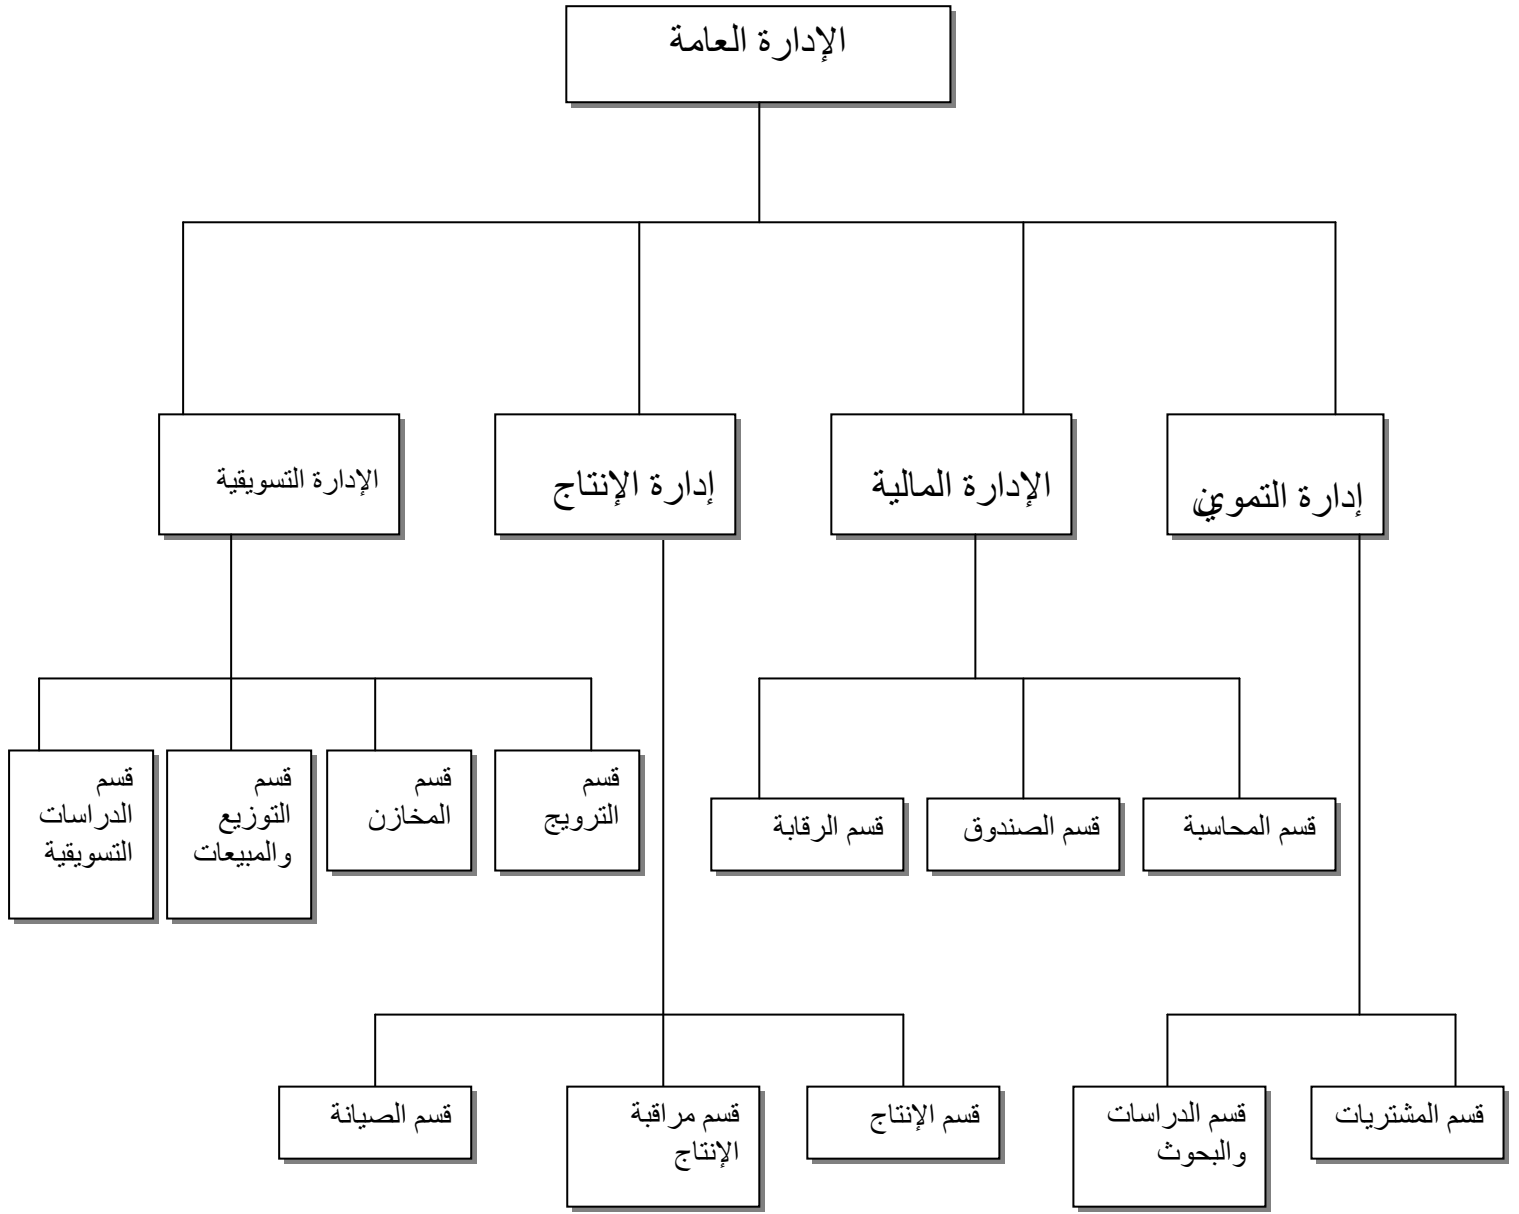 الإدارة العامة
إدارة التموين
الإدارة المالية
إدارة الإنتاج
الإدارة التسويقية
قسم المحاسبة
قسم الصندوق
قسم الرقابة
قسم
الترويج
قسم
المخازن
قسم
التوزيع
والمبيعات
قسم
الدراسات
التسويقية
قسم المشتريات
قسم الدراسات
والبحوث
قسم الإنتاج
قسم مراقبة
الإنتاج
قسم الصيانة